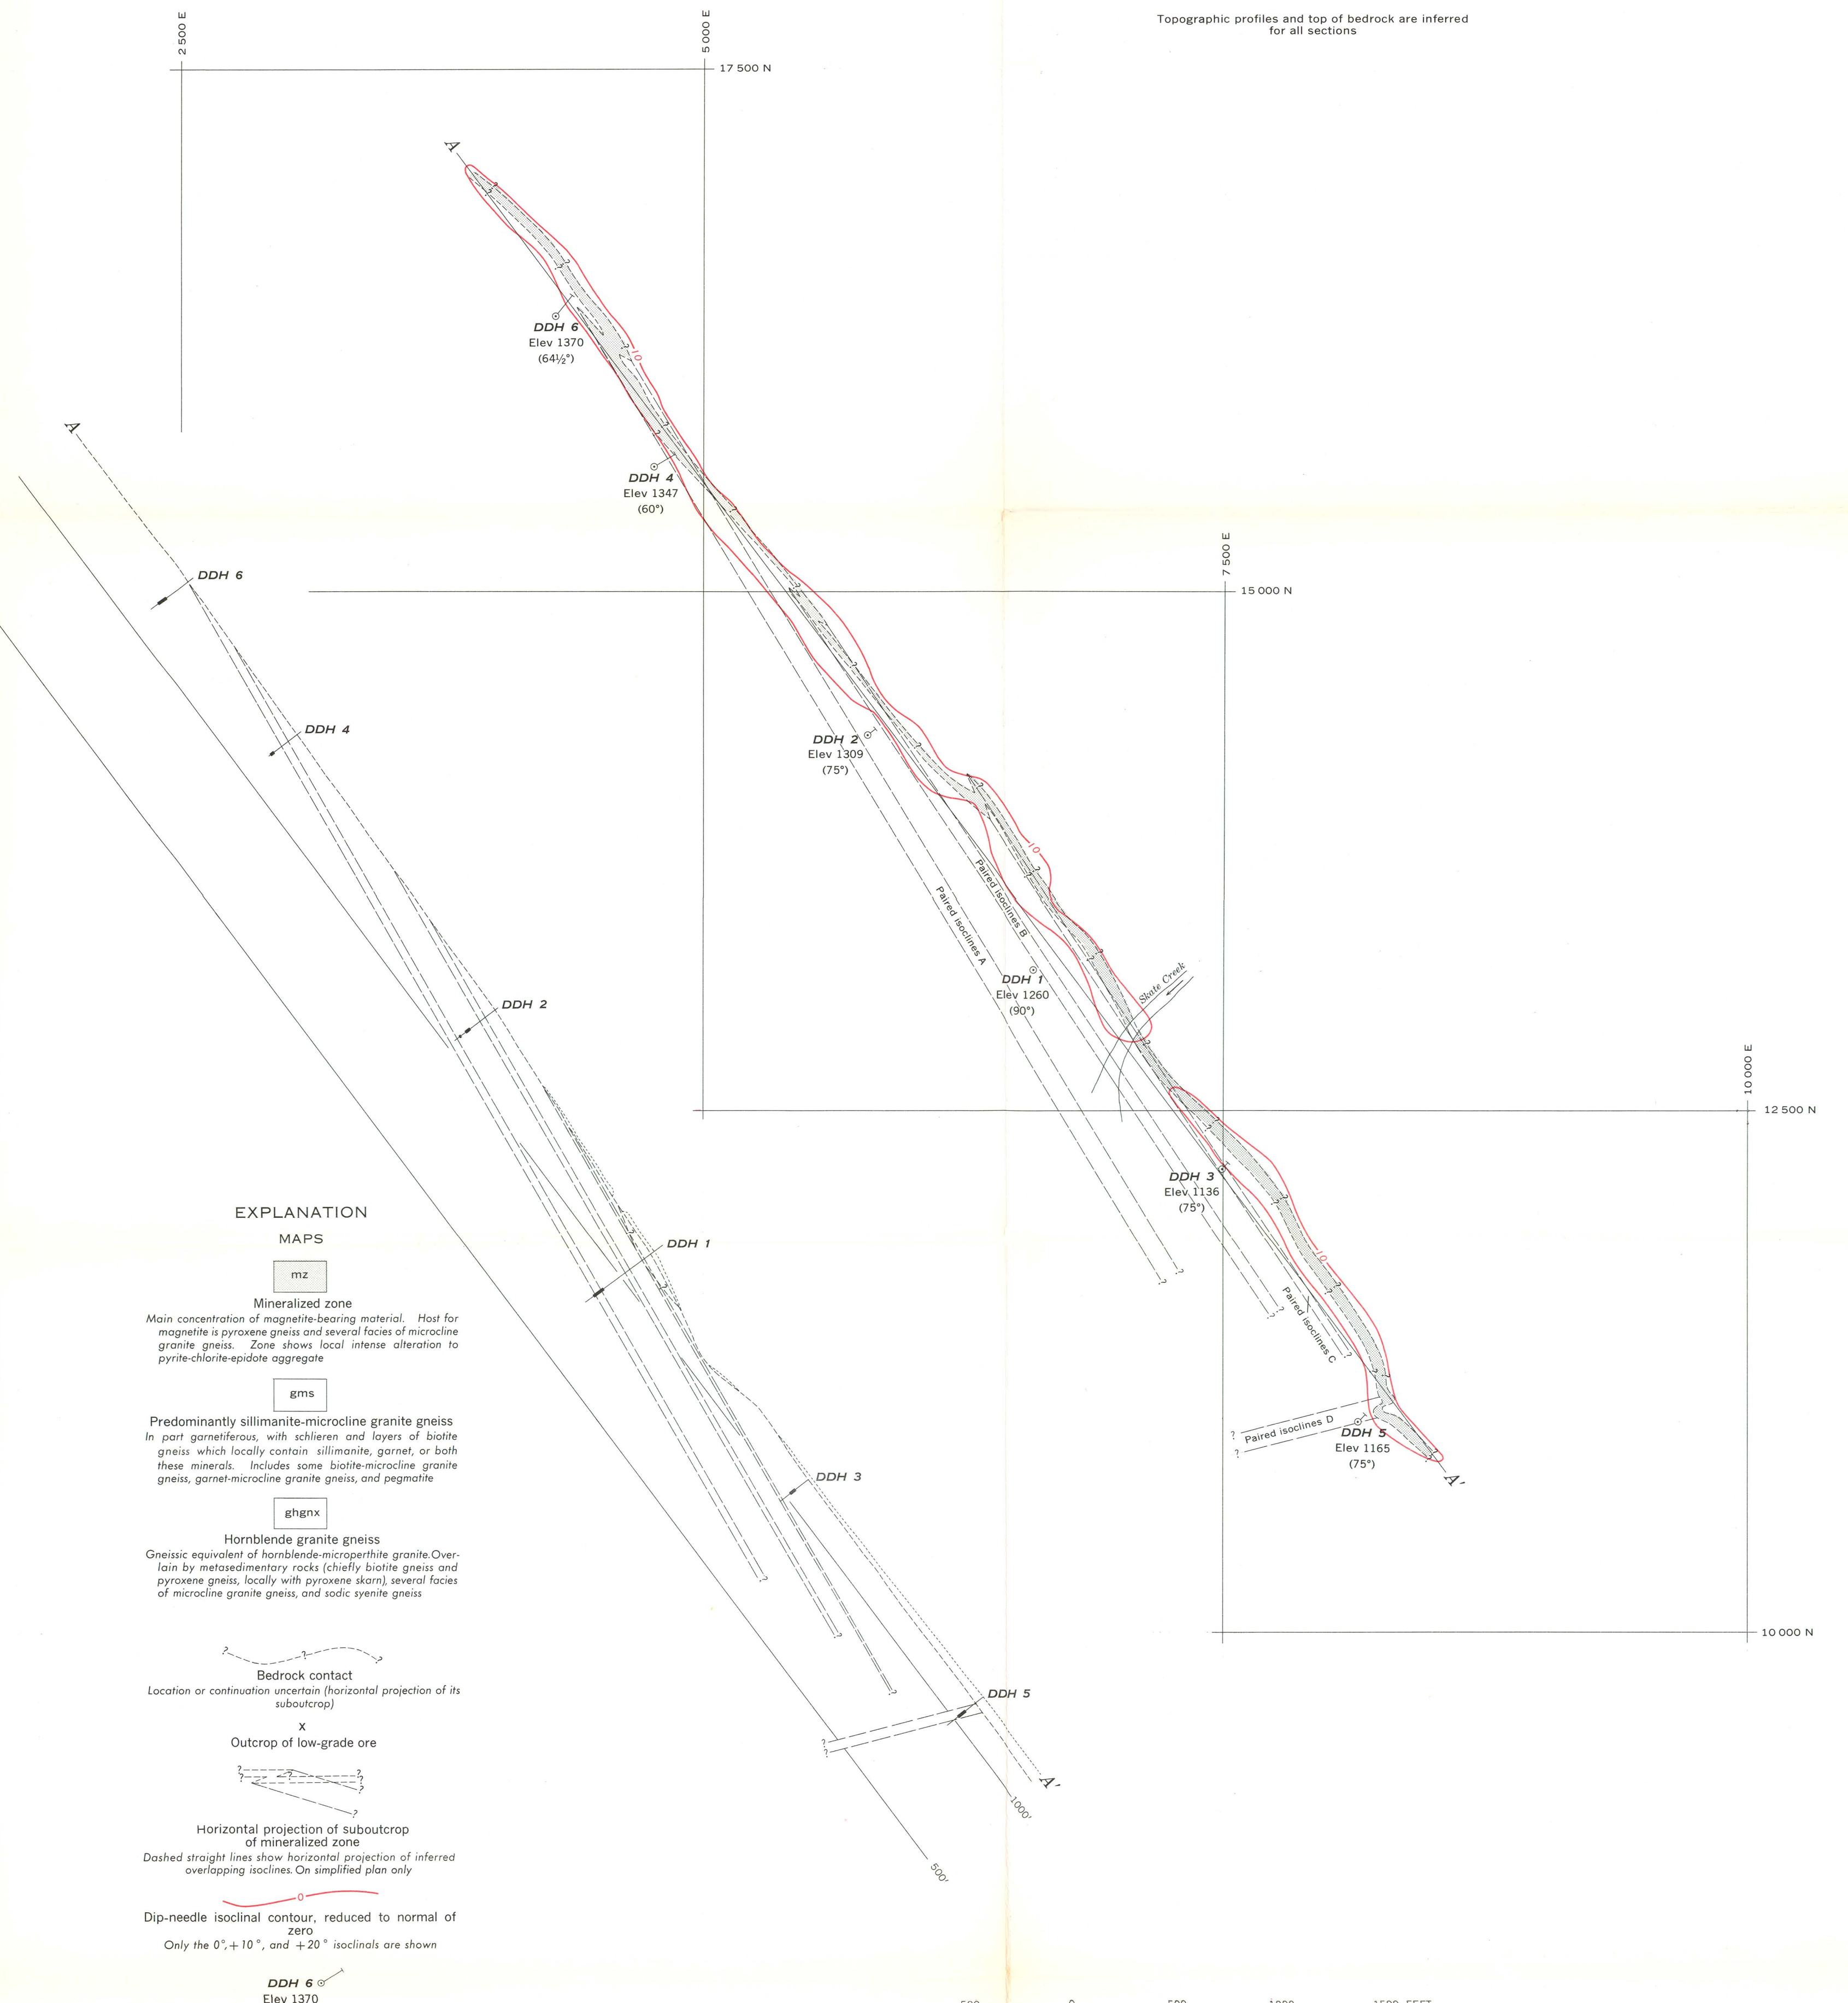 Topographic profiles and top of bedrock are inferred
for all sections
2500 E
5000 E
17 500 N
A
DDH 6
Elev 1370
(64½°)
10
DDH 4
Elev 1347
(60°)
A
DDH 6
7500 E
15 000 N
DDH 4
DDH 2
Elev 1309
(75°)
10
Paired isoclines B
Paired isoclines A
DDH 1
Elev 1260
(90°)
Skate Creek
DDH 2
10 000 E
12 500 N
DDH 3
Elev 1136
(75°)
DDH 1
10
Paired isoclines C
Paired isoclines D
DDH 5
Elev 1165
(75°)
A'
DDH 3
10 000 N
DDH 5
A'
1000'
500'
EXPLANATION
MAPS
mz
Mineralized zone
Main concentration of magnetite-bearing material. Host for
magnetite is pyroxene gneiss and several facies of microcline
granite gneiss. Zone shows local intense alteration to
pyrite-chlorite-epidote aggregate
gms
Predominantly sillimanite-microcline granite gneiss
In part garnetiferous, with schlieren and layers of biotite
gneiss which locally contain sillimanite, garnet, or both
these minerals. Includes some biotite-microcline granite
gneiss, garnet-microcline granite gneiss, and pegmatite
ghgnx
Hornblende granite gneiss
Gneissic equivalent of hornblende-microperthite granite. Over-
lain by metasedimentary rocks (chiefly biotite gneiss and
pyroxene gneiss, locally with pyroxene skarn), several facies
of microcline granite gneiss, and sodic syenite gneiss
? ? ?
Bedrock contact
Location or continuation uncertain (horizontal projection of its
suboutcrop)
x
Outcrop of low-grade ore
Horizontal projection of suboutcrop
of mineralized zone
Dashed straight lines show horizontal projection of inferred
overlapping isoclines. On simplified plan only
0
Dip-needle isoclinal contour, reduced to normal of
zero
Only the 0°, +10°, and +20° isoclinals are shown
DDH 6
Elev 1370
500 0 500 1000 1500 FEET